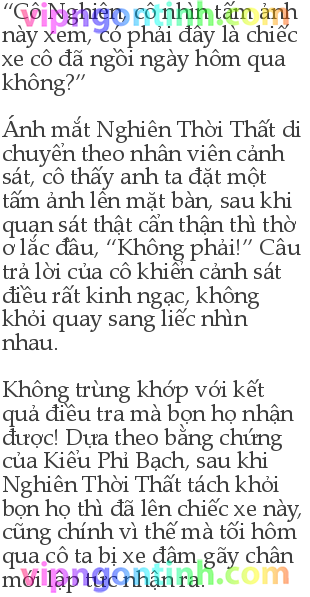 “Cô Nghiên, cô nhìn tấm ảnh
này xem, có phải đây là chiếc
xe cô đã ngồi ngày hôm qua
không?”
Ánh mắt Nghiên Thời Thất di
chuyển theo nhân viên cảnh
sát, cô thấy anh ta đặt một
tấm ảnh lên mặt bàn, sau khi
quan sát thật cẩn thận thì thờ
ơ lắc đầu, “Không phải!” Câu
trả lời của cô khiến cảnh sát
điều rất kinh ngạc, không
khỏi quay sang liếc nhìn
nhau.
Không trùng khớp với kết
quả điều tra mà bọn họ nhận
được! Dựa theo bằng chứng
của Kiểu Phỉ Bạch, sau khi
Nghiên Thời Thất tách khỏi
bọn họ thì đã lên chiếc xe này,
cũng chính vì thế mà tối hôm
qua cô ta bị xe đâm gãy chân
mới lập tức nhận ra.
vipngontinh.com
vipngontinh.com